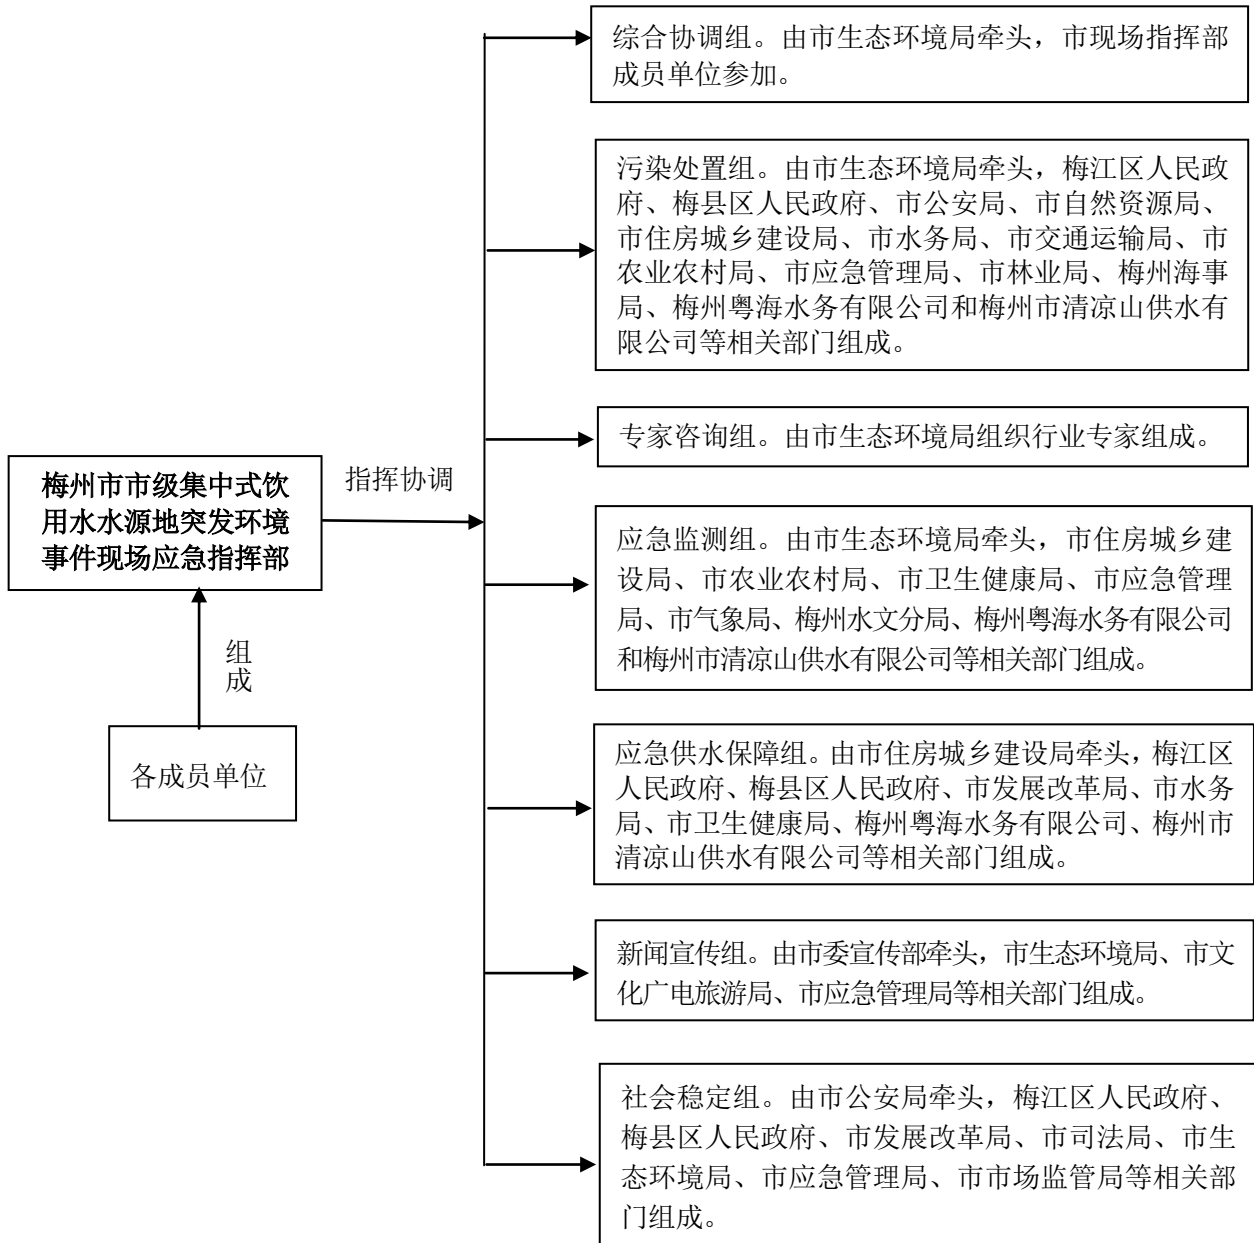 综合协调组。由市生态环境局牵头，市现场指挥部
成员单位参加。
污染处置组。由市生态环境局牵头，梅江区人民政
府、梅县区人民政府、市公安局、市自然资源局、
市住房城乡建设局、市水务局、市交通运输局、市
农业农村局、市应急管理局、市林业局、梅州海事
局、梅州粤海水务有限公司和梅州市清凉山供水有
限公司等相关部门组成。
专家咨询组。由市生态环境局组织行业专家组成。
梅州市市级集中式饮
用水水源地突发环境
事件现场应急指挥部
指挥协调
应急监测组。由市生态环境局牵头，市住房城乡建
设局、市农业农村局、市卫生健康局、市应急管理
局、市气象局、梅州水文分局、梅州粤海水务有限公司
和梅州市清凉山供水有限公司等相关部门组成。
组
成
各成员单位
应急供水保障组。由市住房城乡建设局牵头，梅江区
人民政府、梅县区人民政府、市发展改革局、市水务
局、市卫生健康局、梅州粤海水务有限公司、梅州市
清凉山供水有限公司等相关部门组成。
新闻宣传组。由市委宣传部牵头，市生态环境局、市文
化广电旅游局、市应急管理局等相关部门组成。
社会稳定组。由市公安局牵头，梅江区人民政府、
梅县区人民政府、市发展改革局、市司法局、市生
态环境局、市应急管理局、市市场监管局等相关部
门组成。